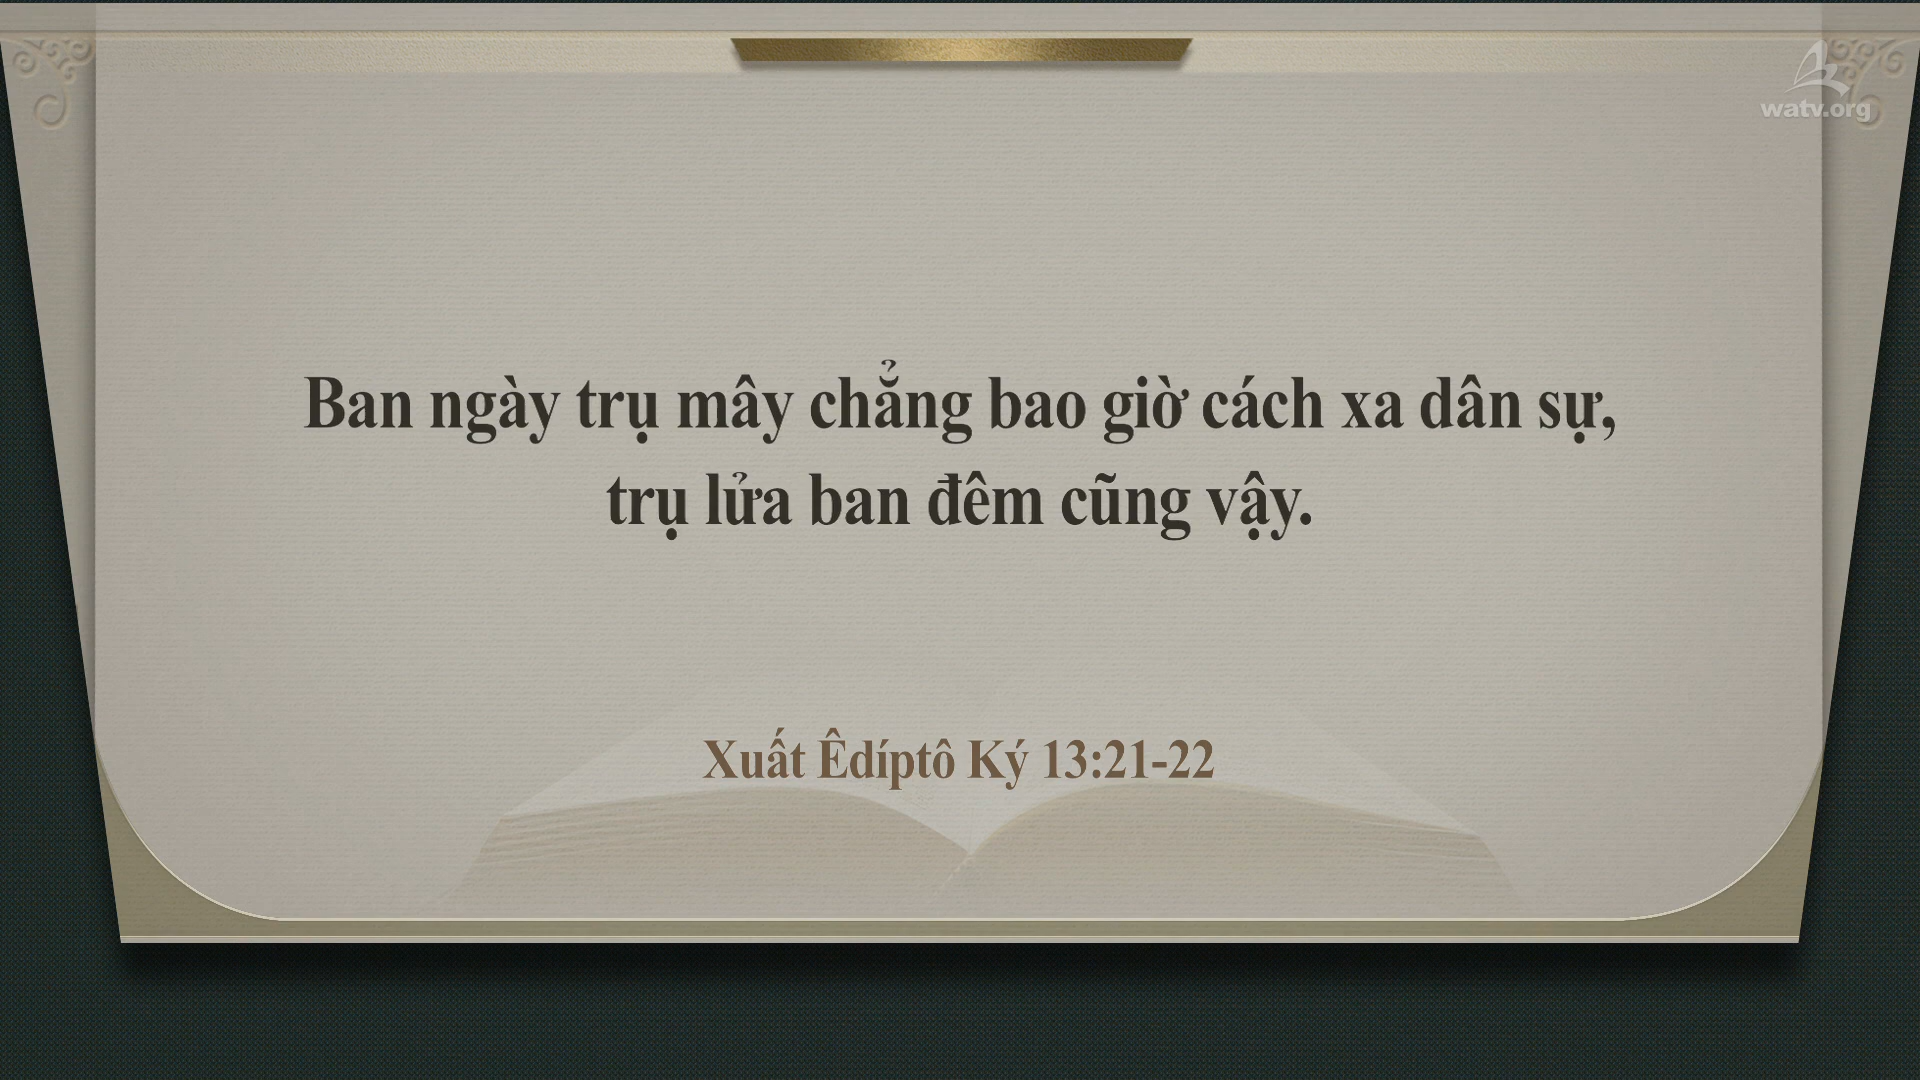 watv.org
Ban ngày trụ mây chẳng bao giờ cách xa dân sự,
trụ lửa ban đêm cũng vậy.
Xuất Êdíptô Ký 13:21-22